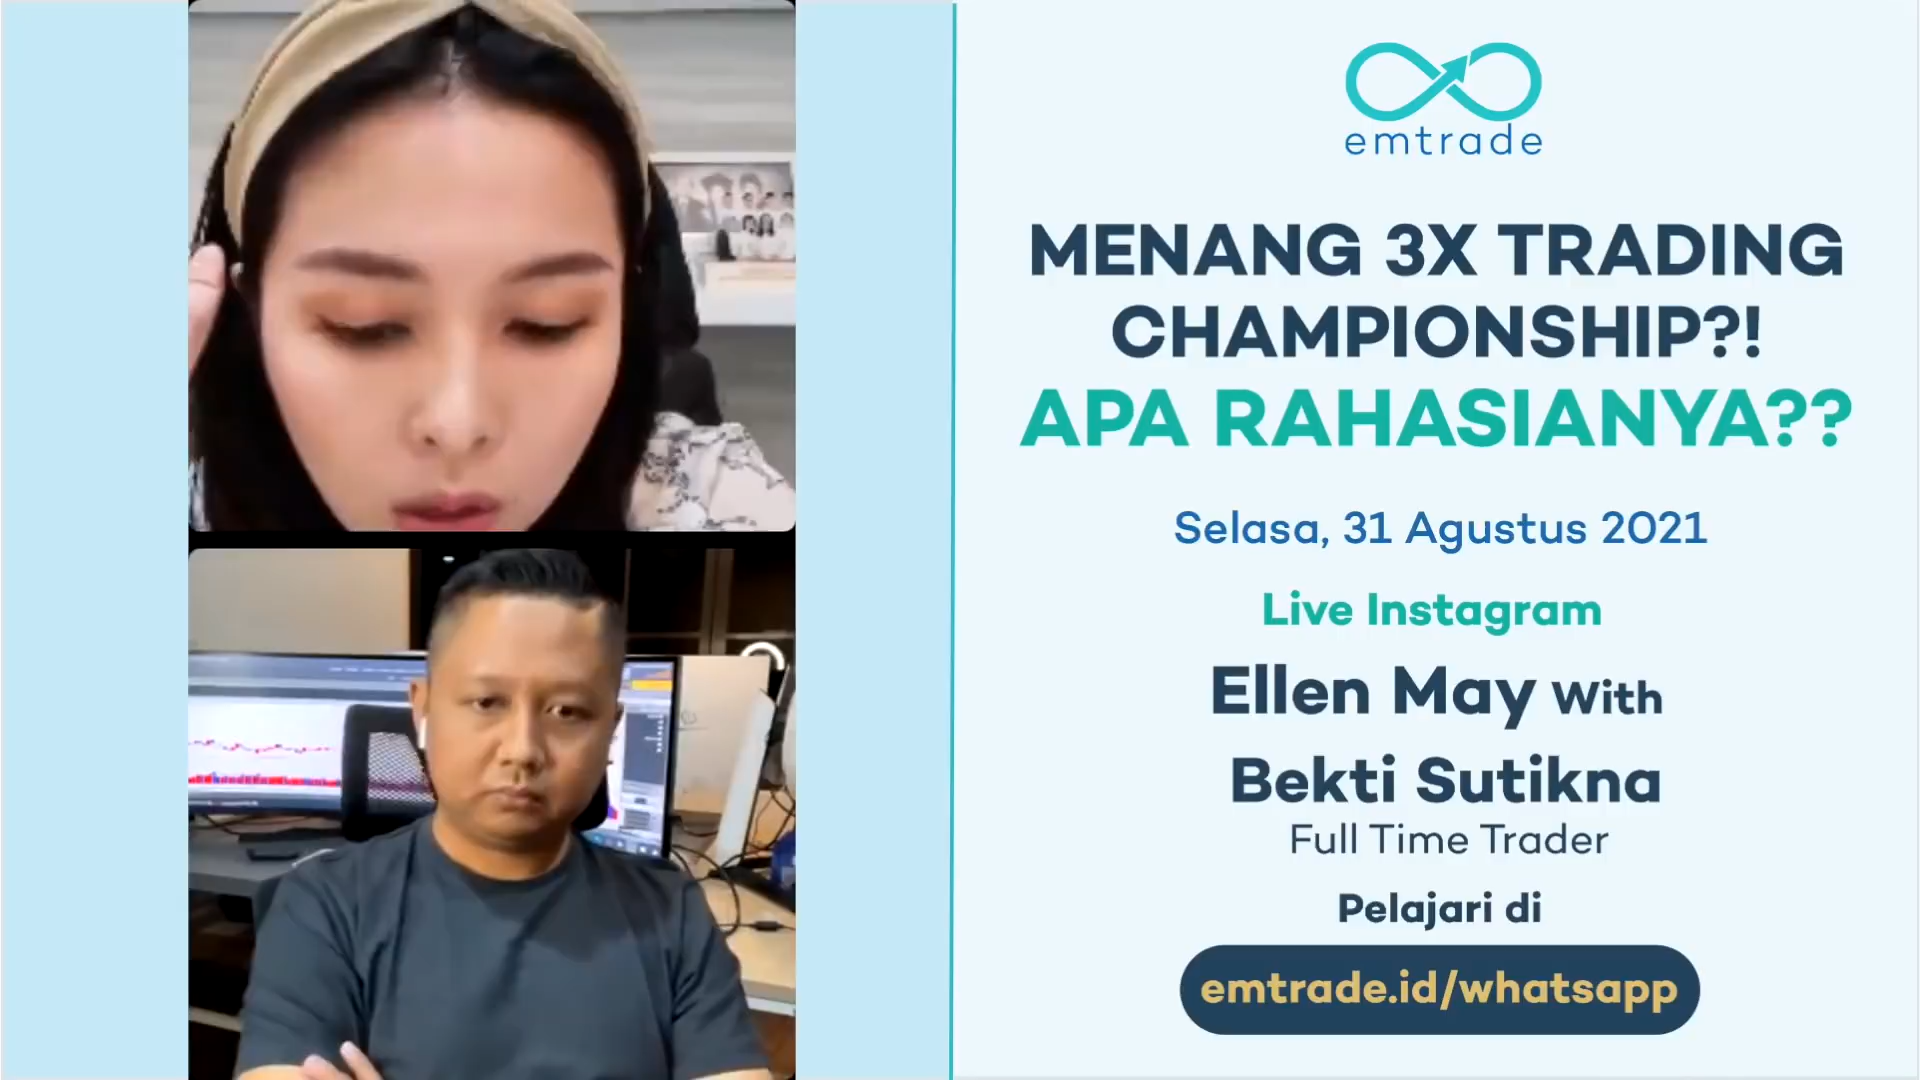 emtrade
MENANG 3X TRADING
CHAMPIONSHIP?!
APA RAHASIANYA??
Selasa, 31 Agustus 2021
Live Instagram
Ellen May With
Bekti Sutikna
Full Time Trader
Pelajari di
emtrade.id/whatsapp